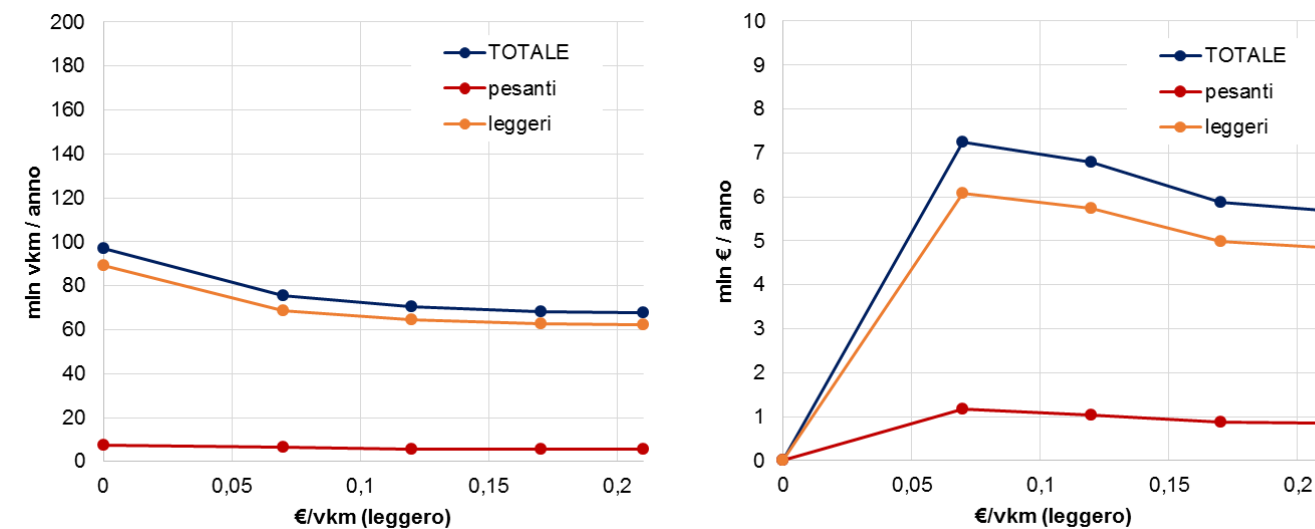 200
180
160
140
120
100
80
60
40
20
0
mln vkm / anno
TOTALE
pesanti
leggeri
0 0,05 0,1 0,15 0,2
€/vkm (leggero)
10
9
8
7
6
5
4
3
2
1
0
mln € / anno
TOTALE
pesanti
leggeri
0 0,05 0,1 0,15 0,2
€/vkm (leggero)